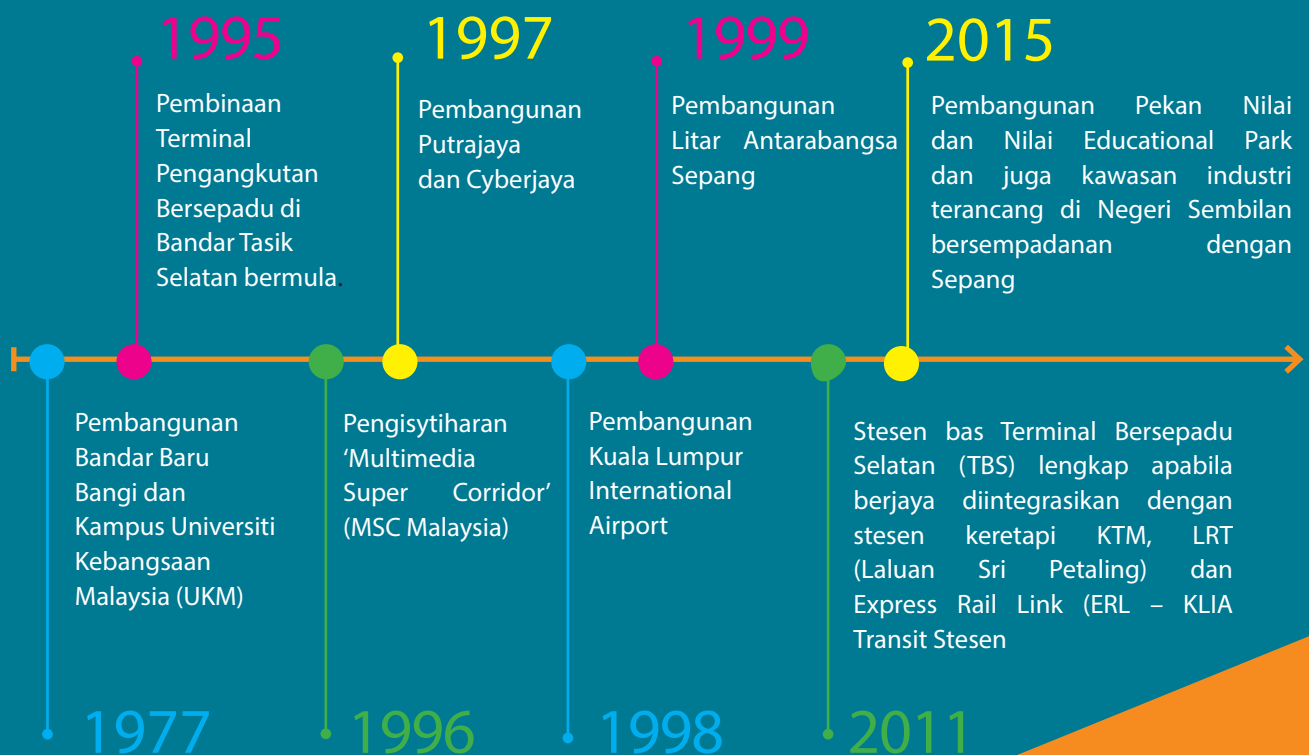 1995
Pembinaan
Terminal
Pengangkutan
Bersepadu di
Bandar Tasik
Selatan bermula.
1997
Pembangunan
Putrajaya
dan Cyberjaya
1999
Pembangunan
Litar Antarabangsa
Sepang
2015
Pembangunan Pekan Nilai
dan Nilai Educational Park
dan juga kawasan industri
terancang di Negeri Sembilan
bersempadanan dengan
Sepang
Pembangunan
Bandar Baru
Bangi dan
Kampus Universiti
Kebangsaan
Malaysia (UKM)
1977
Pengisytiharan
‘Multimedia
Super Corridor’
(MSC Malaysia)
1996
Pembangunan
Kuala Lumpur
International
Airport
1998
Stesen bas Terminal Bersepadu
Selatan (TBS) lengkap apabila
berjaya diintegrasikan dengan
stesen keretapi KTM, LRT
(Laluan Sri Petaling) dan
Express Rail Link (ERL – KLIA
Transit Stesen
2011